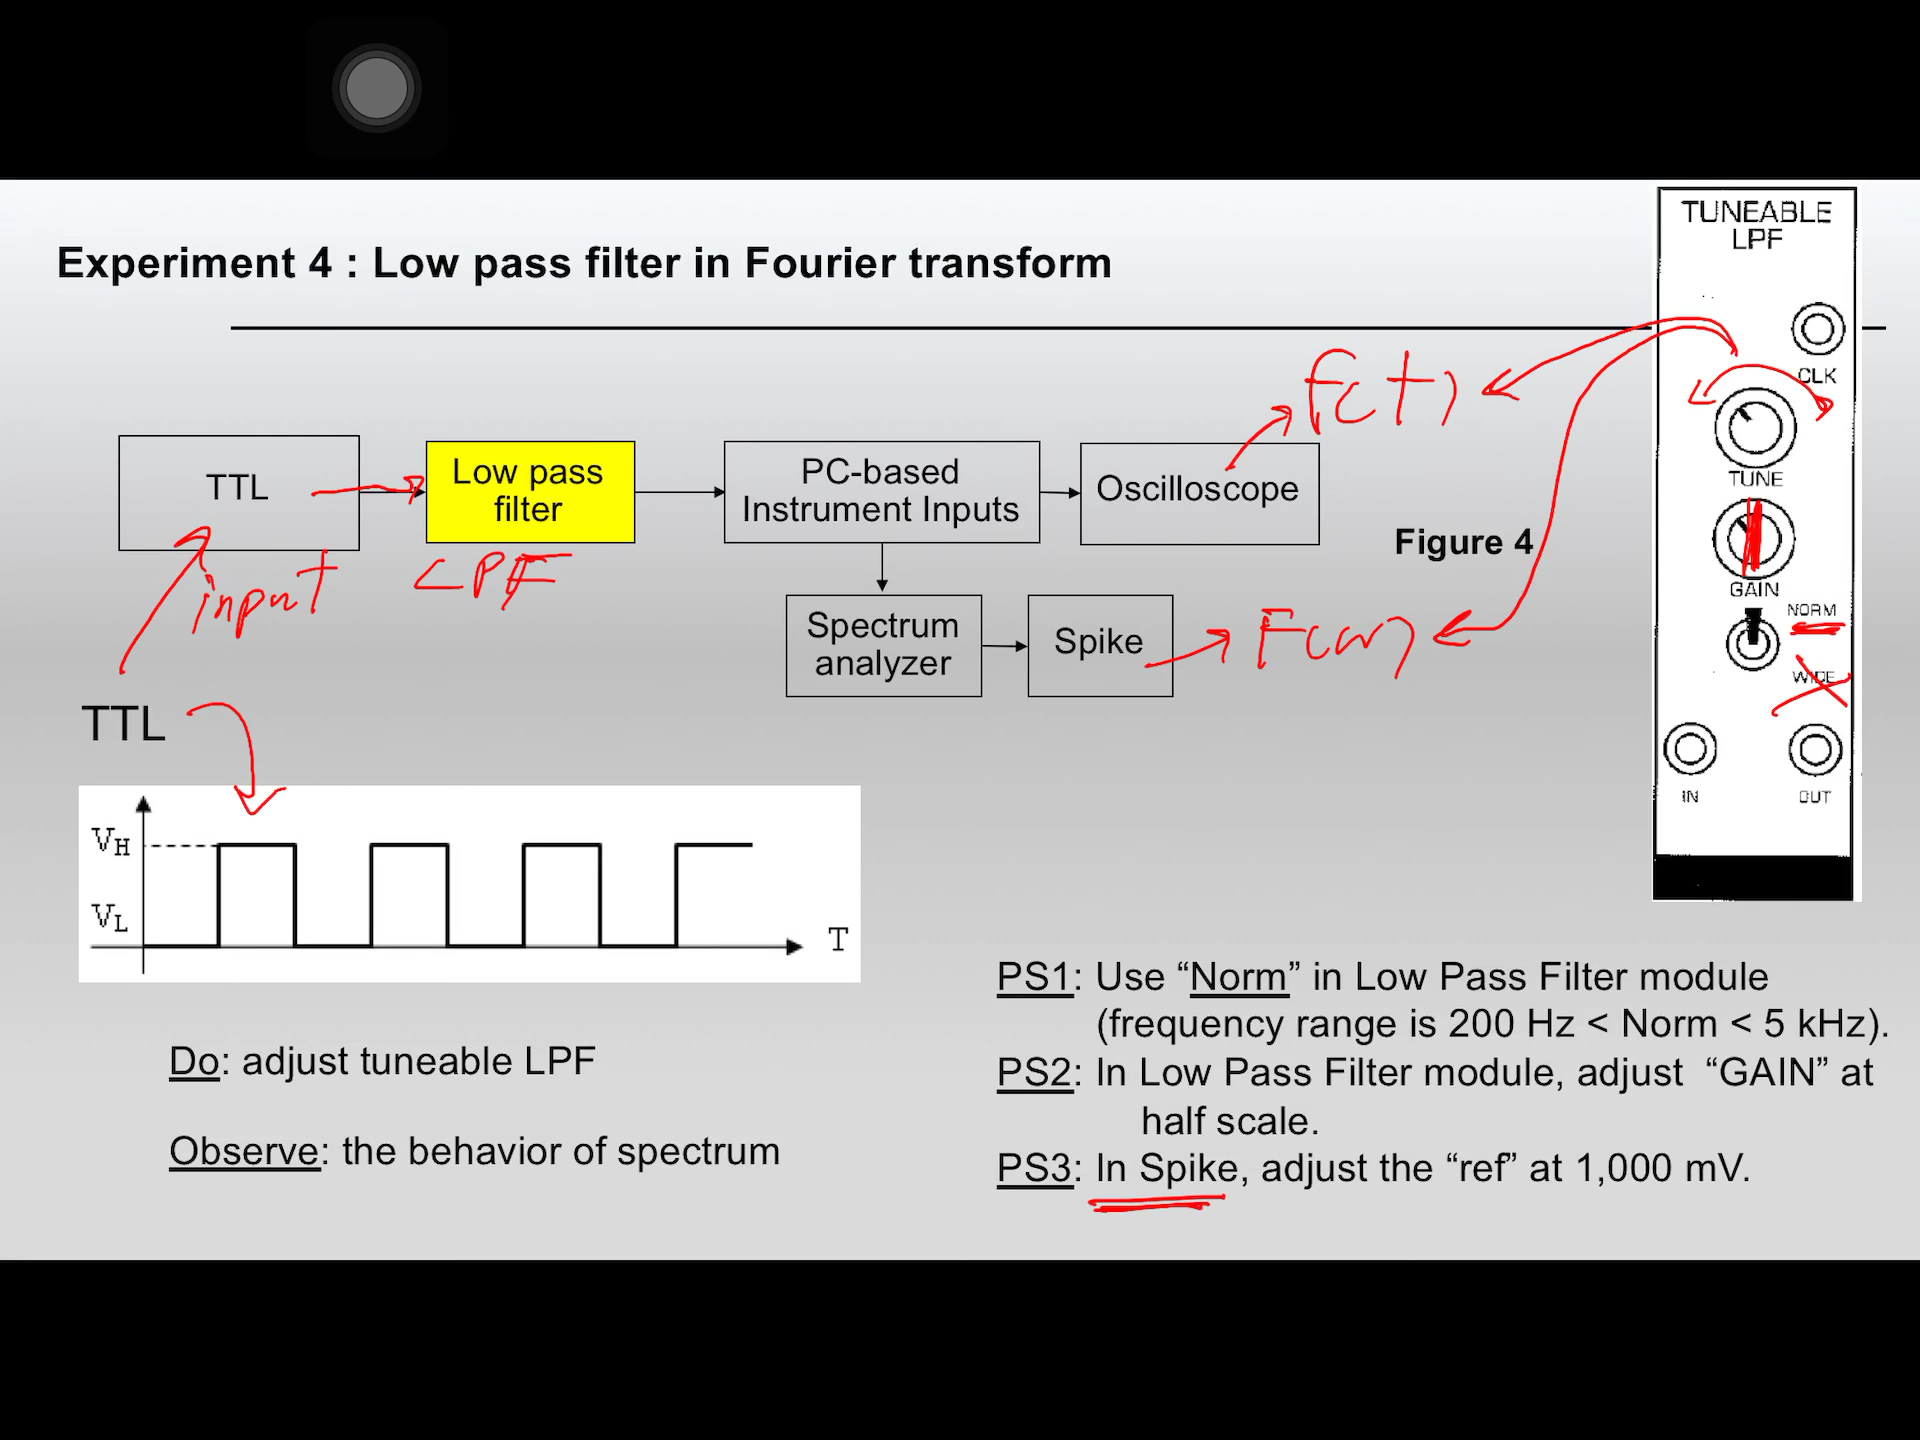 TUNEABLE
LPF
Experiment 4 : Low pass filter in Fourier transform
CLK
f(t)
TTL
Low pass
filter
PC-based
Instrument Inputs
Oscilloscope
TUNE
Figure 4
LPF
input
GAIN
NORM
Spectrum
analyzer
Spike
F(w)
WIDE
TTL
IN
OUT
VH
VL
T
PS1: Use “Norm” in Low Pass Filter module
(frequency range is 200 Hz < Norm < 5 kHz).
Do: adjust tuneable LPF
PS2: In Low Pass Filter module, adjust “GAIN” at
half scale.
Observe: the behavior of spectrum
PS3: In Spike, adjust the “ref” at 1,000 mV.